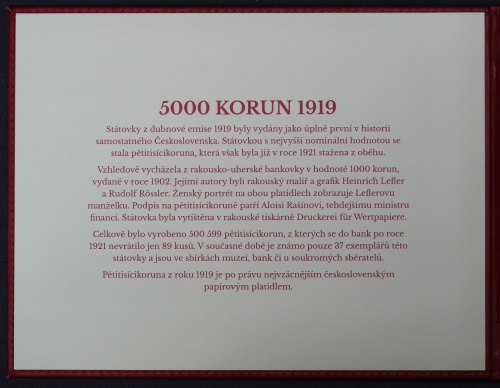 5000 KORUN 1919
Státovky z dubnové emise 1919 byly vydány jako úplně první v historii
samostatného Československa. Státovkou s nejvyšší nominální hodnotou se
stala pětitisícikoruna, která však byla již v roce 1921 stažena z oběhu.
Vzhledově vycházela z rakousko-uherské bankovky v hodnotě 1000 korun,
vydané v roce 1902. Jejími autory byli rakouský malíř a grafik Heinrich Lefler
a Rudolf Rössler. Ženský portrét na obou platidlech zobrazuje Leflerovu
manželku. Podpis na pětitisícikoruně patří Aloisi Rašínovi, tehdejšímu ministru
financí. Státovka byla vytištěna v rakouské tiskárně Druckerei für Wertpapiere.
Celkově bylo vyrobeno 500 599 pětitisícikorun, z kterých se do bank po roce
1921 nevrátilo jen 89 kusů. V současné době je známo pouze 37 exemplářů této
státovky a jsou ve sbírkách muzeí, bank či u soukromých sběratelů.
Pětitisícikoruna z roku 1919 je po právu nejvzácnějším československým
papírovým platidlem.